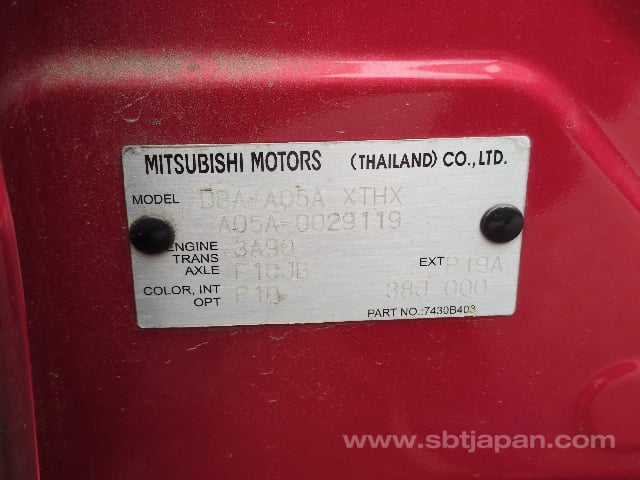 MITSUBISHI MOTORS (THAILAND) CO., LTD.
MODEL DBA-A05A XTHX
A05A-0029119
ENGINE 3A90
TRANS
AXLE F1CJB EXT P19A
COLOR, INT P10 38J 000
OPT
PART NO.:7430B403
www.sbtjapan.com